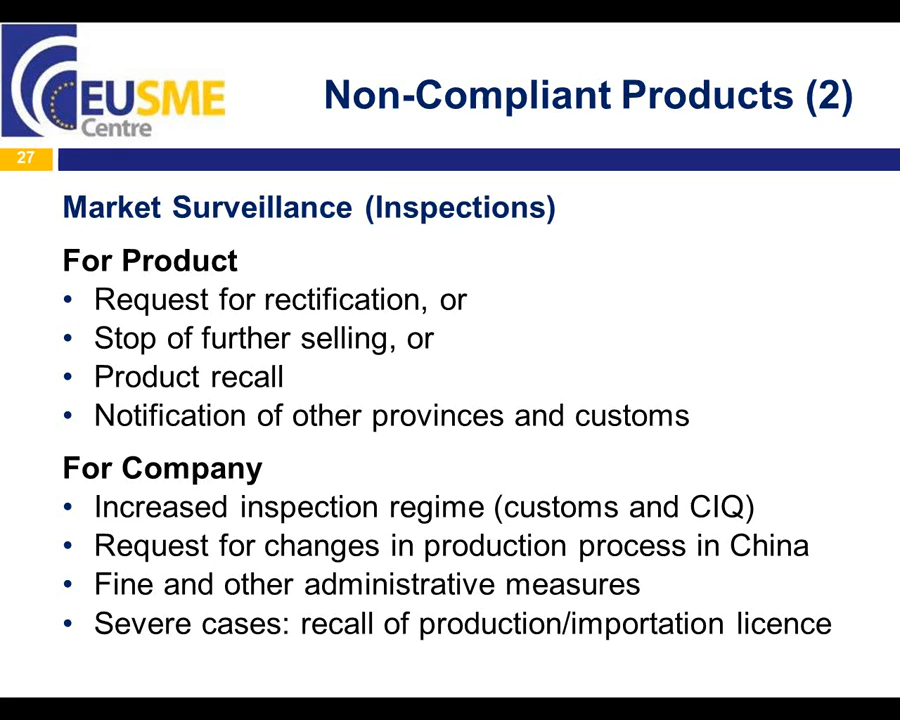 EUSME
Centre
Non-Compliant Products (2)
27
Market Surveillance (Inspections)
For Product
• Request for rectification, or
• Stop of further selling, or
• Product recall
• Notification of other provinces and customs
For Company
• Increased inspection regime (customs and CIQ)
• Request for changes in production process in China
• Fine and other administrative measures
• Severe cases: recall of production/importation licence